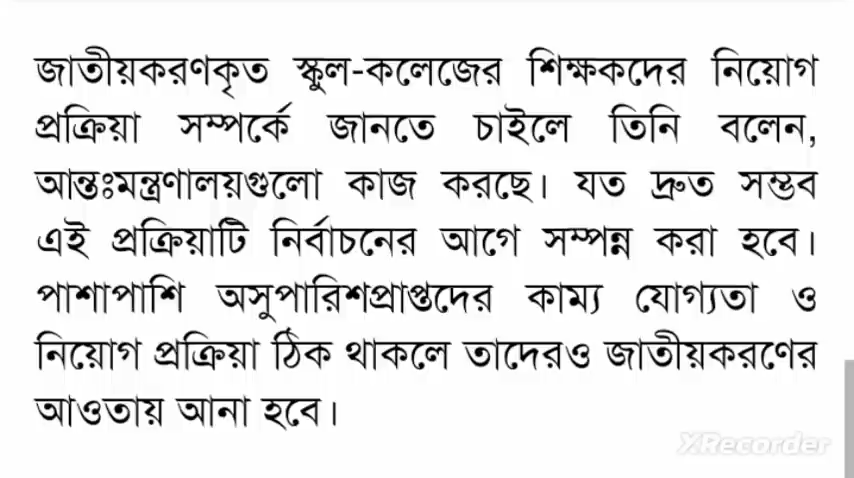 জাতীয়করণকৃত স্কুল-কলেজের শিক্ষকদের নিয়োগ
প্রক্রিয়া সম্পর্কে জানতে চাইলে তিনি বলেন,
আন্তঃমন্ত্রণালয়গুলো কাজ করছে। যত দ্রুত সম্ভব
এই প্রক্রিয়াটি নির্বাচনের আগে সম্পন্ন করা হবে।
পাশাপাশি অসুপারিশপ্রাপ্তদের কাম্য যোগ্যতা ও
নিয়োগ প্রক্রিয়া ঠিক থাকলে তাদেরও জাতীয়করণের
আওতায় আনা হবে।
XRecorder